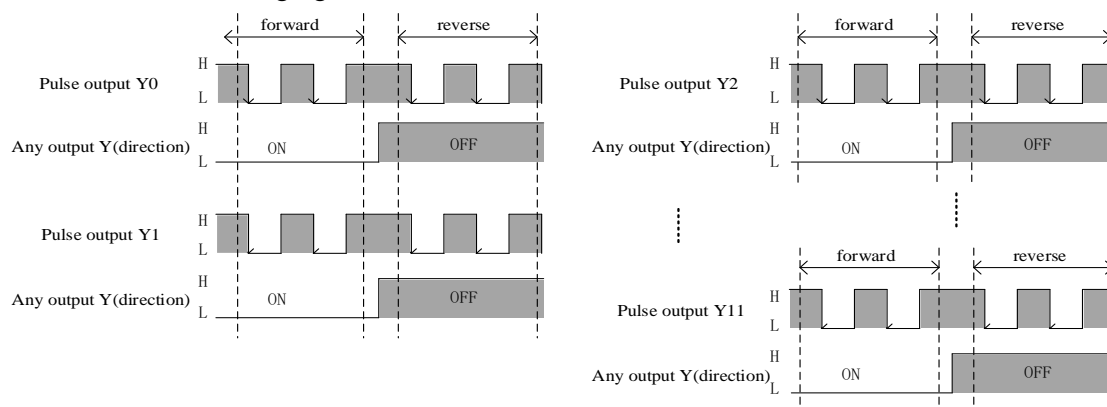 forward reverse
H
Pulse output Y0
L
H
Any output Y(direction) ON OFF
L
H
Pulse output Y1
L
H
Any output Y(direction) ON OFF
L
forward reverse
H
Pulse output Y2
L
H
Any output Y(direction) ON OFF
L
forward reverse
H
Pulse output Y11
L
H
Any output Y(direction) ON OFF
L